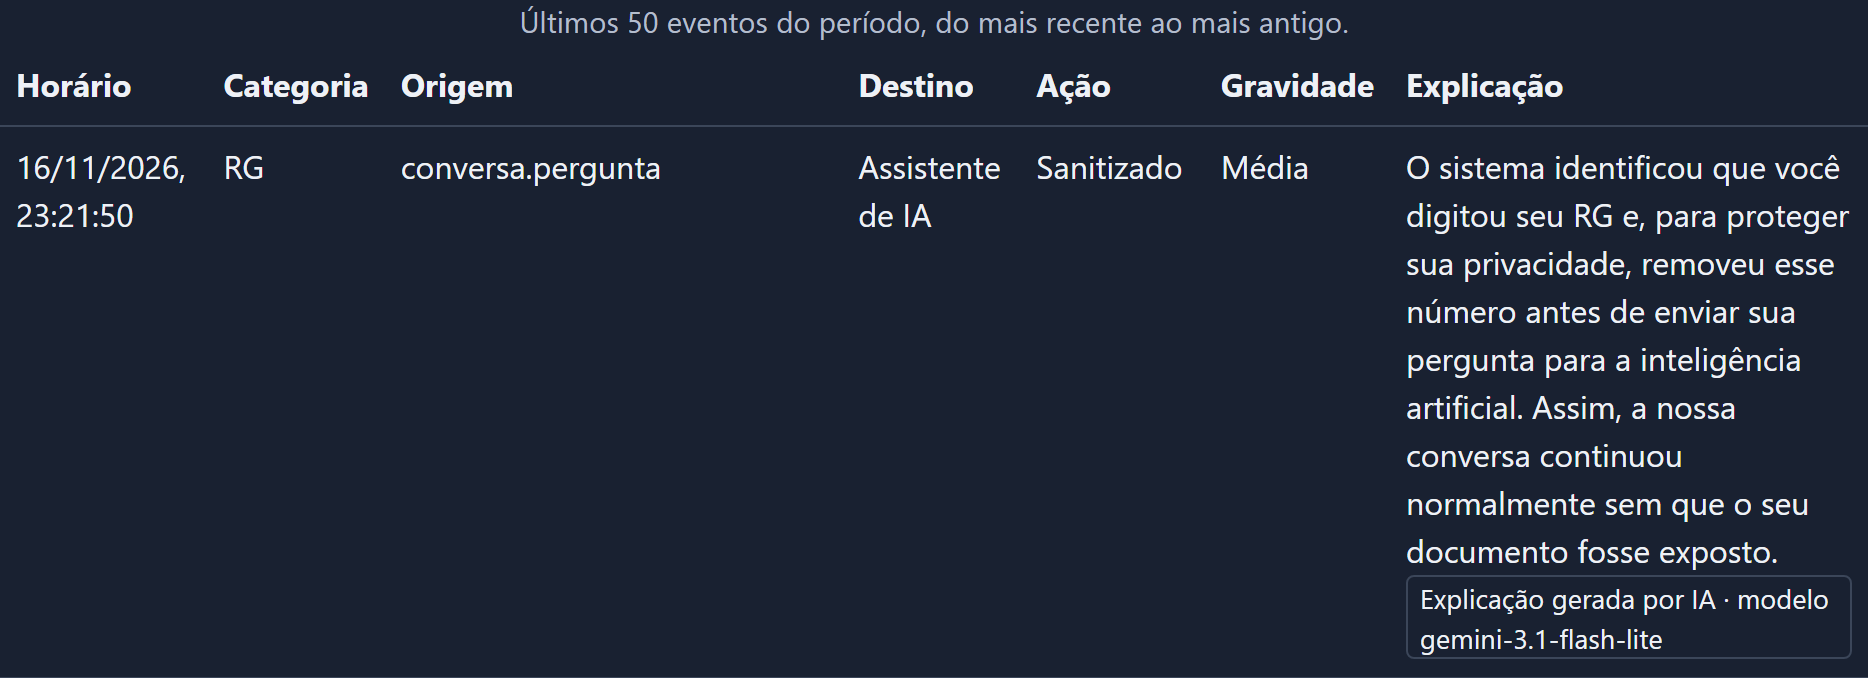 Últimos 50 eventos do período, do mais recente ao mais antigo.
Horário Categoria Origem Destino Ação Gravidade Explicação
16/11/2026, 23:21:50
RG
conversa.pergunta
Assistente de IA
Sanitizado
Média
O sistema identificou que você
digitou seu RG e, para proteger
sua privacidade, removeu esse
número antes de enviar sua
pergunta para a inteligência
artificial. Assim, a nossa
conversa continuou
normalmente sem que o seu
documento fosse exposto.
Explicação gerada por IA · modelo
gemini-3.1-flash-lite